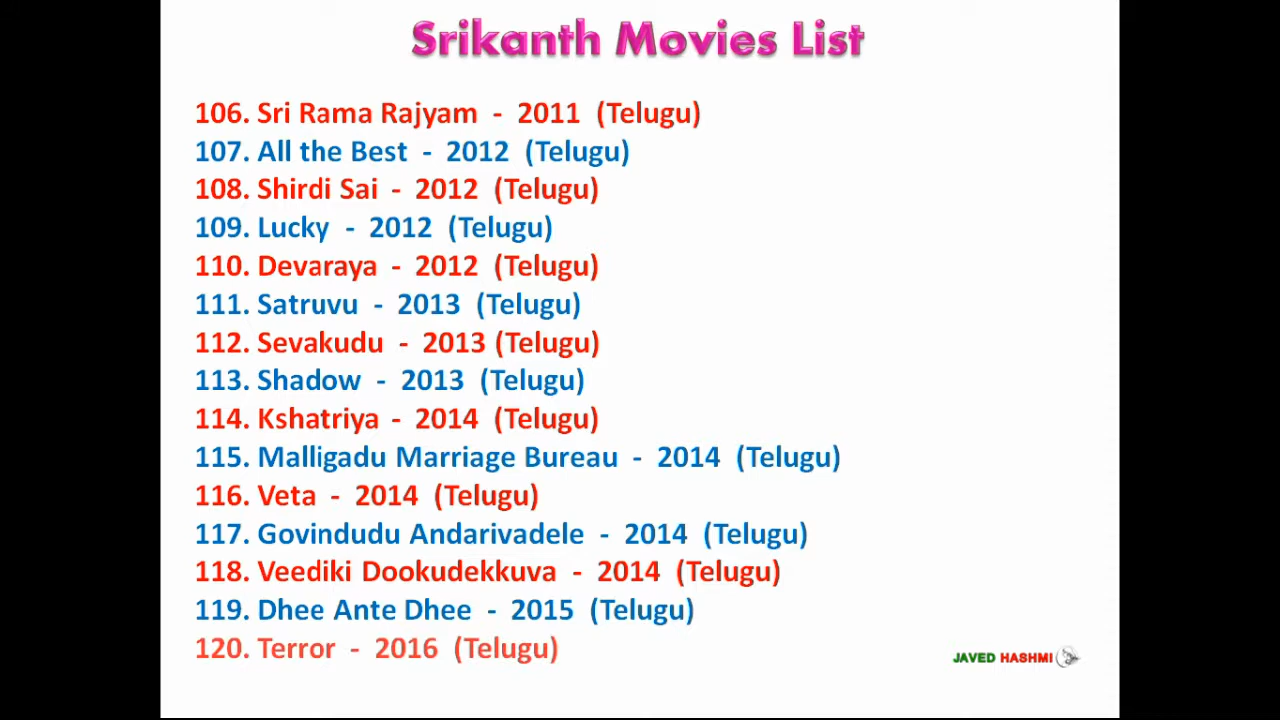 Srikanth Movies List
106. Sri Rama Rajyam - 2011 (Telugu)
107. All the Best - 2012 (Telugu)
108. Shirdi Sai - 2012 (Telugu)
109. Lucky - 2012 (Telugu)
110. Devaraya - 2012 (Telugu)
111. Satruvu - 2013 (Telugu)
112. Sevakudu - 2013 (Telugu)
113. Shadow - 2013 (Telugu)
114. Kshatriya - 2014 (Telugu)
115. Malligadu Marriage Bureau - 2014 (Telugu)
116. Veta - 2014 (Telugu)
117. Govindudu Andarivadele - 2014 (Telugu)
118. Veediki Dookudekkuva - 2014 (Telugu)
119. Dhee Ante Dhee - 2015 (Telugu)
120. Terror - 2016 (Telugu)
JAVED HASHMI